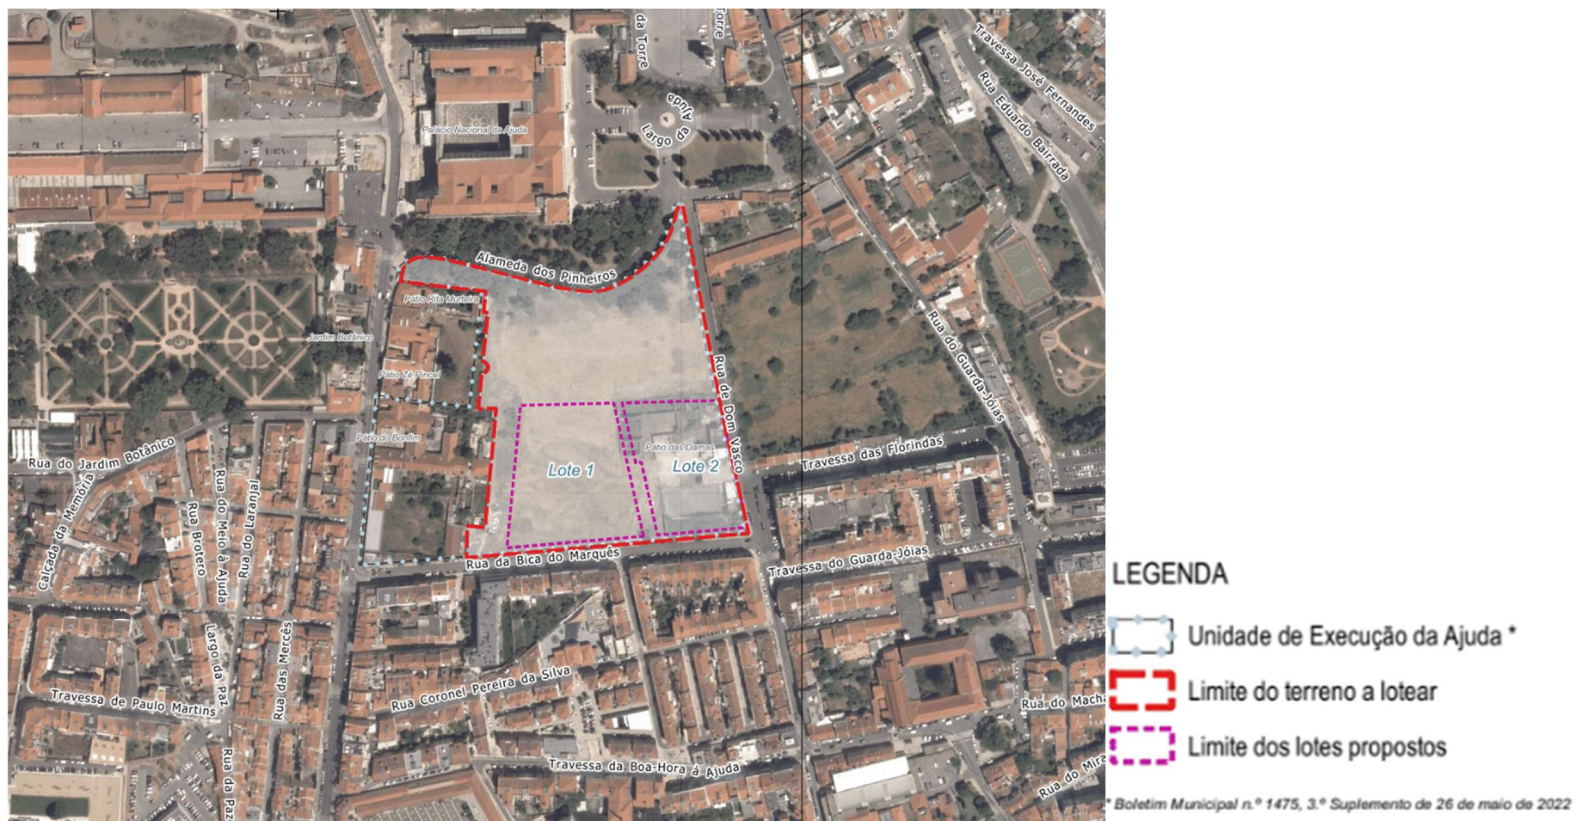 da Torre
Torre
Travessa José Fernandes
Rua Eduardo Bairrada
Largo da Ajuda
Palácio Nacional da Ajuda
Alameda dos Pinheiros
Pátio Rita Murteira
Jardim Botânico
Pátio Zé Pincel
Rua de Dom Vasco
Rua do Guarda-Jóias
Pátio do Bonfim
Pátio das Damas
Lote 1
Lote 2
Travessa das Florindas
Rua do Jardim Botânico
Calçada da Memória
Rua Brotero
Rua do Meio à Ajuda
Rua do Laranjal
Rua da Bica do Marquês
Travessa do Guarda-Jóias
Largo da Paz
Rua das Mercês
Travessa de Paulo Martins
Rua Coronel Pereira da Silva
Rua do Macha
Rua da Paz
Travessa da Boa-Hora à Ajuda
Rua do Mira
LEGENDA
Unidade de Execução da Ajuda *
Limite do terreno a lotear
Limite dos lotes propostos
* Boletim Municipal n.º 1475, 3.º Suplemento de 26 de maio de 2022